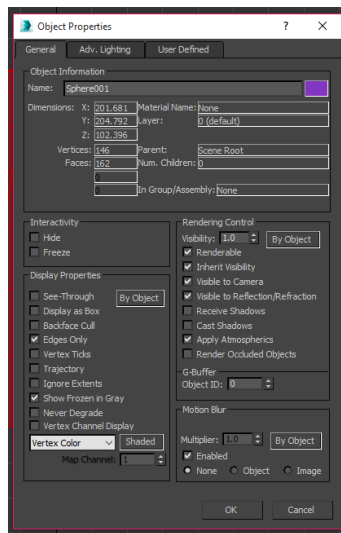 Object Properties ? X
General Adv. Lighting User Defined
Object Information
Name: Sphere001
Dimensions: X: 201.681 Material Name: None
Y: 204.792 Layer: 0 (default)
Z: 102.396
Vertices: 146 Parent: Scene Root
Faces: 162 Num. Children: 0
0
0 In Group/Assembly: None
Interactivity
Hide
Freeze
Display Properties
See-Through By Object
Display as Box
Backface Cull
Edges Only
Vertex Ticks
Trajectory
Ignore Extents
Show Frozen in Gray
Never Degrade
Vertex Channel Display
Vertex Color Shaded
Map Channel: 1
Rendering Control
Visibility: 1.0 By Object
Renderable
Inherit Visibility
Visible to Camera
Visible to Reflection/Refraction
Receive Shadows
Cast Shadows
Apply Atmospherics
Render Occluded Objects
G-Buffer
Object ID: 0
Motion Blur
Multiplier: 1.0 By Object
Enabled
None Object Image
OK Cancel